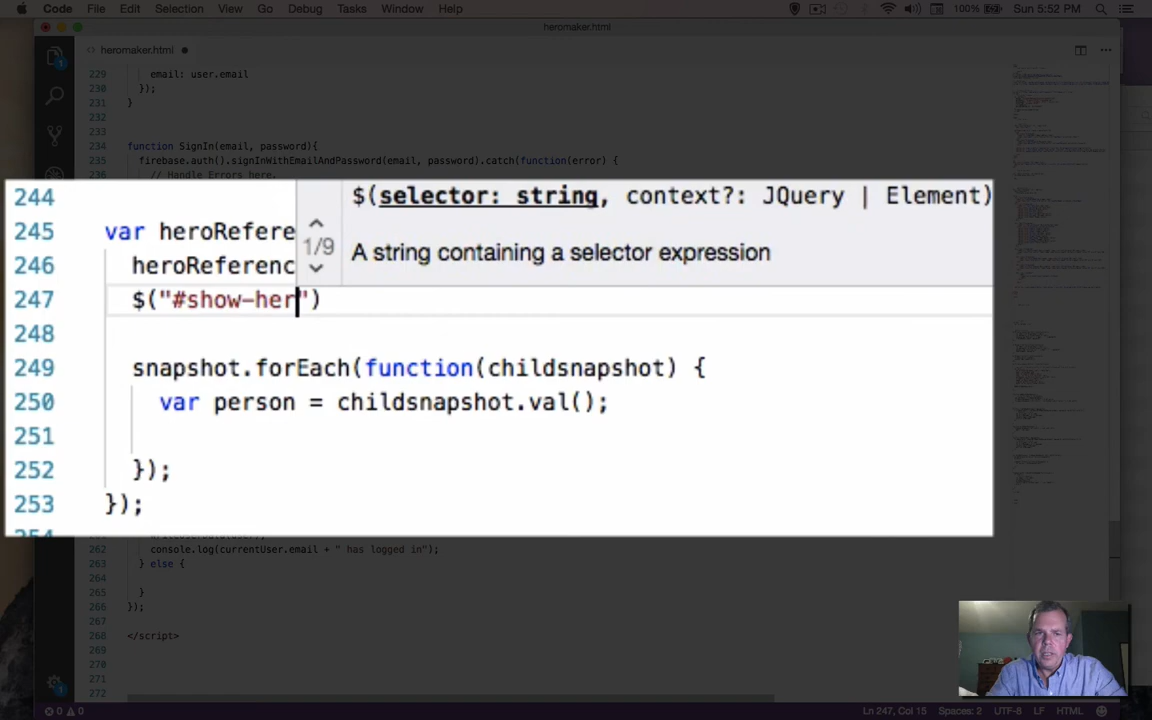 Code File Edit Selection View Go Debug Tasks Window Help 100% Sun 5:52 PM
heromaker.html
heromaker.html
229 email: user.email
230 });
231 }
232
233
234 function SignIn(email, password){
235 firebase.auth().signInWithEmailAndPassword(email, password).catch(function(error) {
// Handle Errors here.
244 $(selector: string, context?: JQuery | Element)
245 var heroRefere
1/9 A string containing a selector expression
246 heroReferenc
247 $("#show-her")
248
249 snapshot.forEach(function(childsnapshot) {
250 var person = childsnapshot.val();
251
252 });
253 });
262 console.log(currentUser.email + " has logged in");
263 } else {
264
265 }
266 });
267
268 </script>
269
270
271
272
0 0 Ln 247, Col 15 Spaces: 2 UTF-8 LF HTML